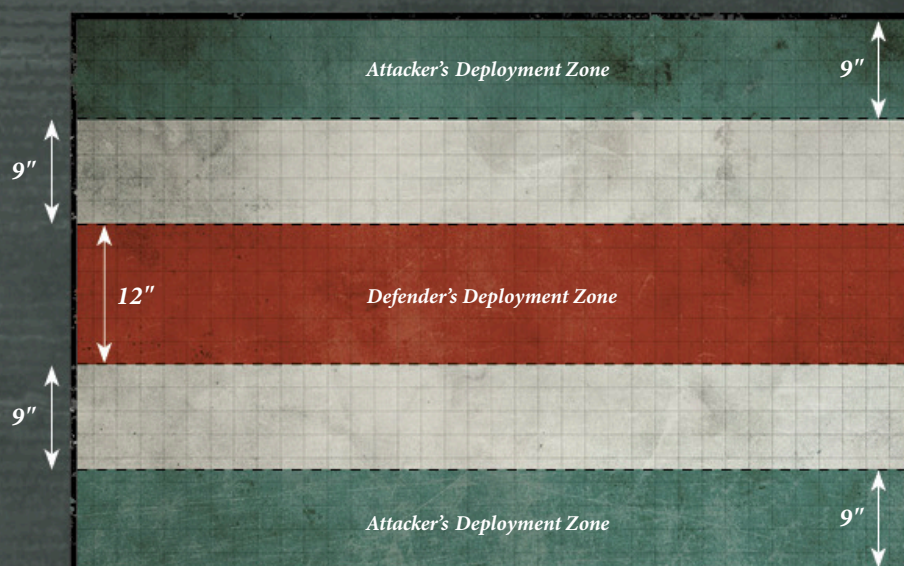 Attacker's Deployment Zone
9"
9"
12"
Defender's Deployment Zone
9"
Attacker's Deployment Zone
9"